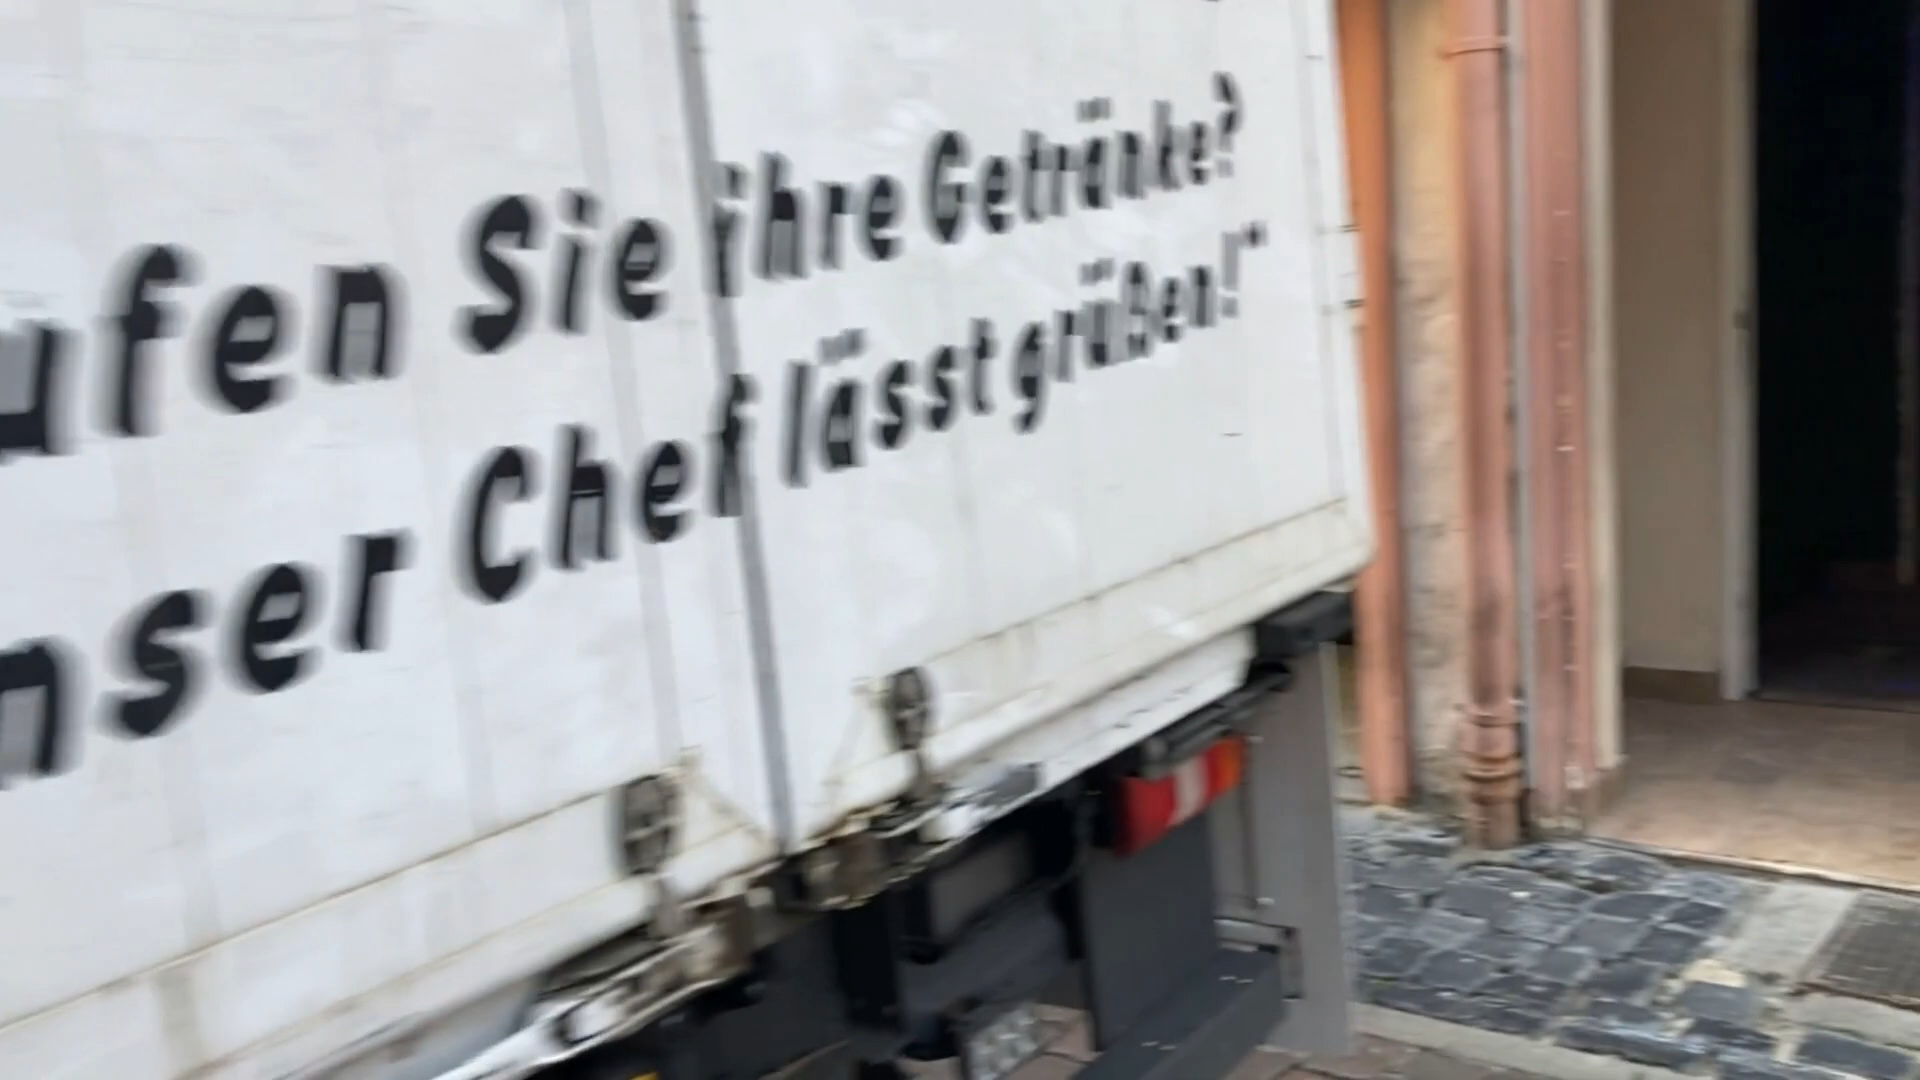 ufen Sie ihre Getränke?
nser Chef lässt grüßen!"